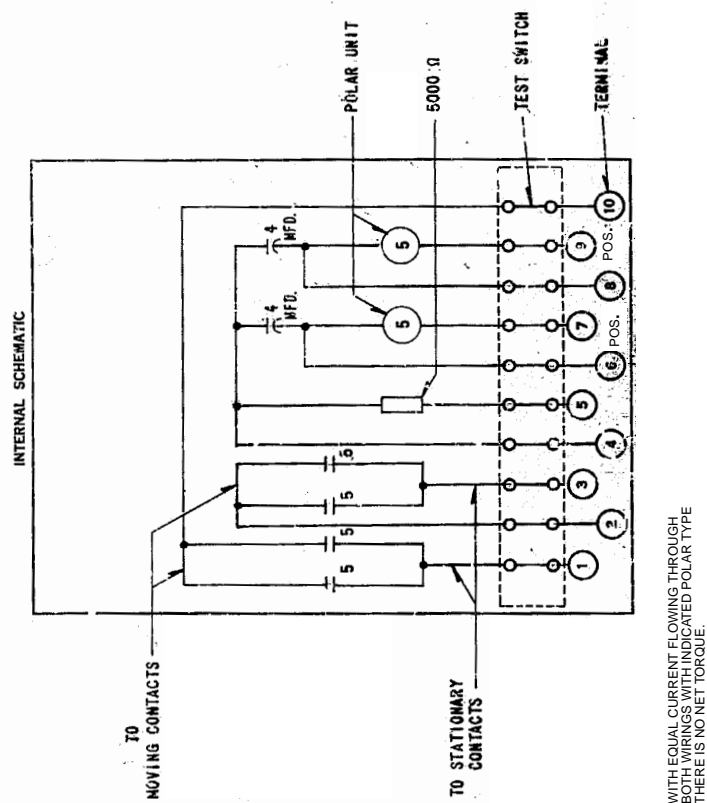 INTERNAL SCHEMATIC
POLAR UNIT
5000 Ω
TEST SWITCH
TERMINAL
4
MFD.
4
MFD.
5
5
5
5
5
TO
MOVING CONTACTS
TO STATIONARY
CONTACTS
1
2
3
4
5
6
7
8
9
10
POS.
POS.
WITH EQUAL CURRENT FLOWING THROUGH
BOTH WIRINGS WITH INDICATED POLAR TYPE
THERE IS NO NET TORQUE.